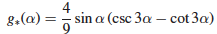 g∗(α) = 4/9 sin α (csc 3α − cot 3α)